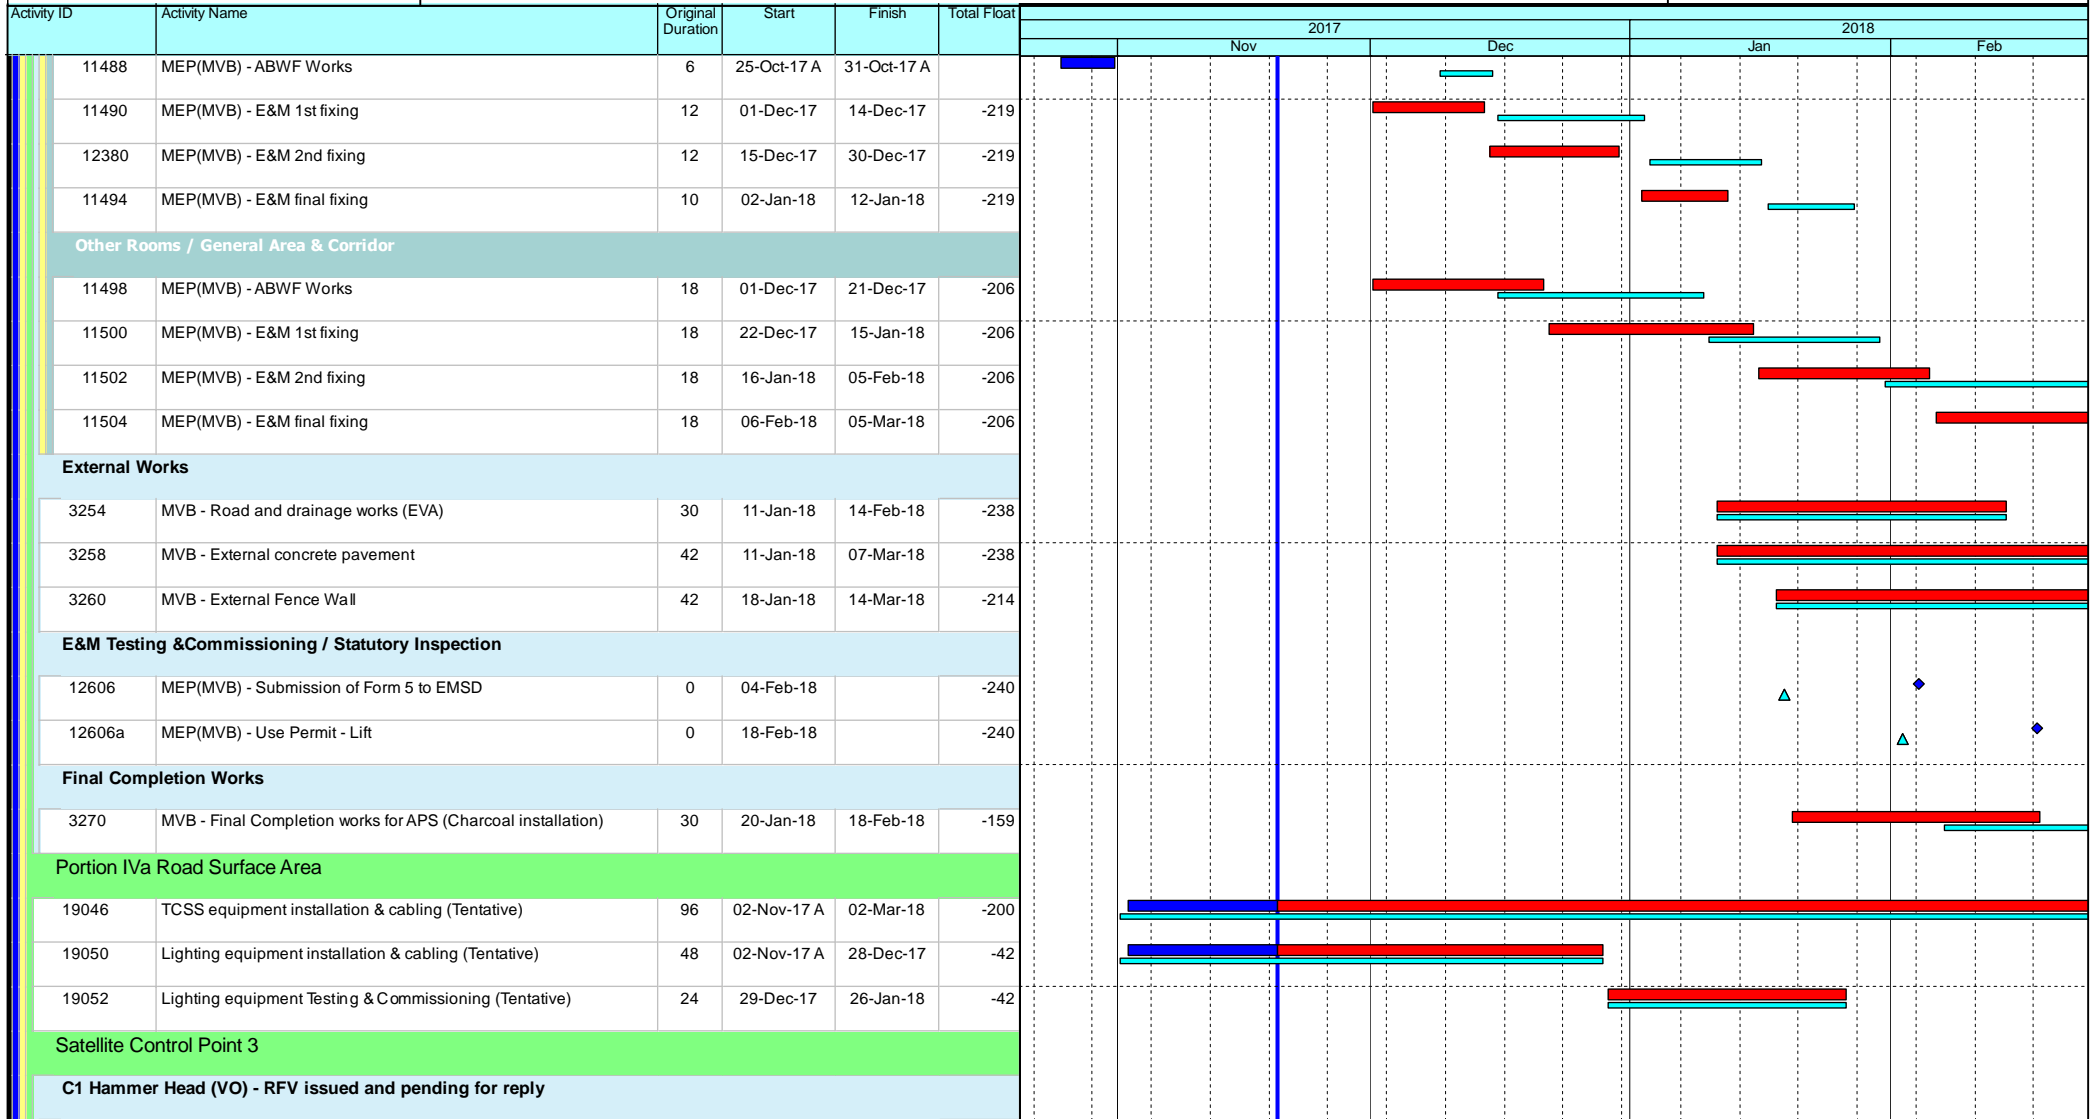 Activity ID Activity Name Original Duration Start Finish Total Float
2017 2018
Nov Dec Jan Feb
11488 MEP(MVB) - ABWF Works 6 25-Oct-17 A 31-Oct-17 A
11490 MEP(MVB) - E&M 1st fixing 12 01-Dec-17 14-Dec-17 -219
12380 MEP(MVB) - E&M 2nd fixing 12 15-Dec-17 30-Dec-17 -219
11494 MEP(MVB) - E&M final fixing 10 02-Jan-18 12-Jan-18 -219
Other Rooms / General Area & Corridor
11498 MEP(MVB) - ABWF Works 18 01-Dec-17 21-Dec-17 -206
11500 MEP(MVB) - E&M 1st fixing 18 22-Dec-17 15-Jan-18 -206
11502 MEP(MVB) - E&M 2nd fixing 18 16-Jan-18 05-Feb-18 -206
11504 MEP(MVB) - E&M final fixing 18 06-Feb-18 05-Mar-18 -206
External Works
3254 MVB - Road and drainage works (EVA) 30 11-Jan-18 14-Feb-18 -238
3258 MVB - External concrete pavement 42 11-Jan-18 07-Mar-18 -238
3260 MVB - External Fence Wall 42 18-Jan-18 14-Mar-18 -214
E&M Testing &Commissioning / Statutory Inspection
12606 MEP(MVB) - Submission of Form 5 to EMSD 0 04-Feb-18 -240
12606a MEP(MVB) - Use Permit - Lift 0 18-Feb-18 -240
Final Completion Works
3270 MVB - Final Completion works for APS (Charcoal installation) 30 20-Jan-18 18-Feb-18 -159
Portion IVa Road Surface Area
19046 TCSS equipment installation & cabling (Tentative) 96 02-Nov-17 A 02-Mar-18 -200
19050 Lighting equipment installation & cabling (Tentative) 48 02-Nov-17 A 28-Dec-17 -42
19052 Lighting equipment Testing & Commissioning (Tentative) 24 29-Dec-17 26-Jan-18 -42
Satellite Control Point 3
C1 Hammer Head (VO) - RFV issued and pending for reply